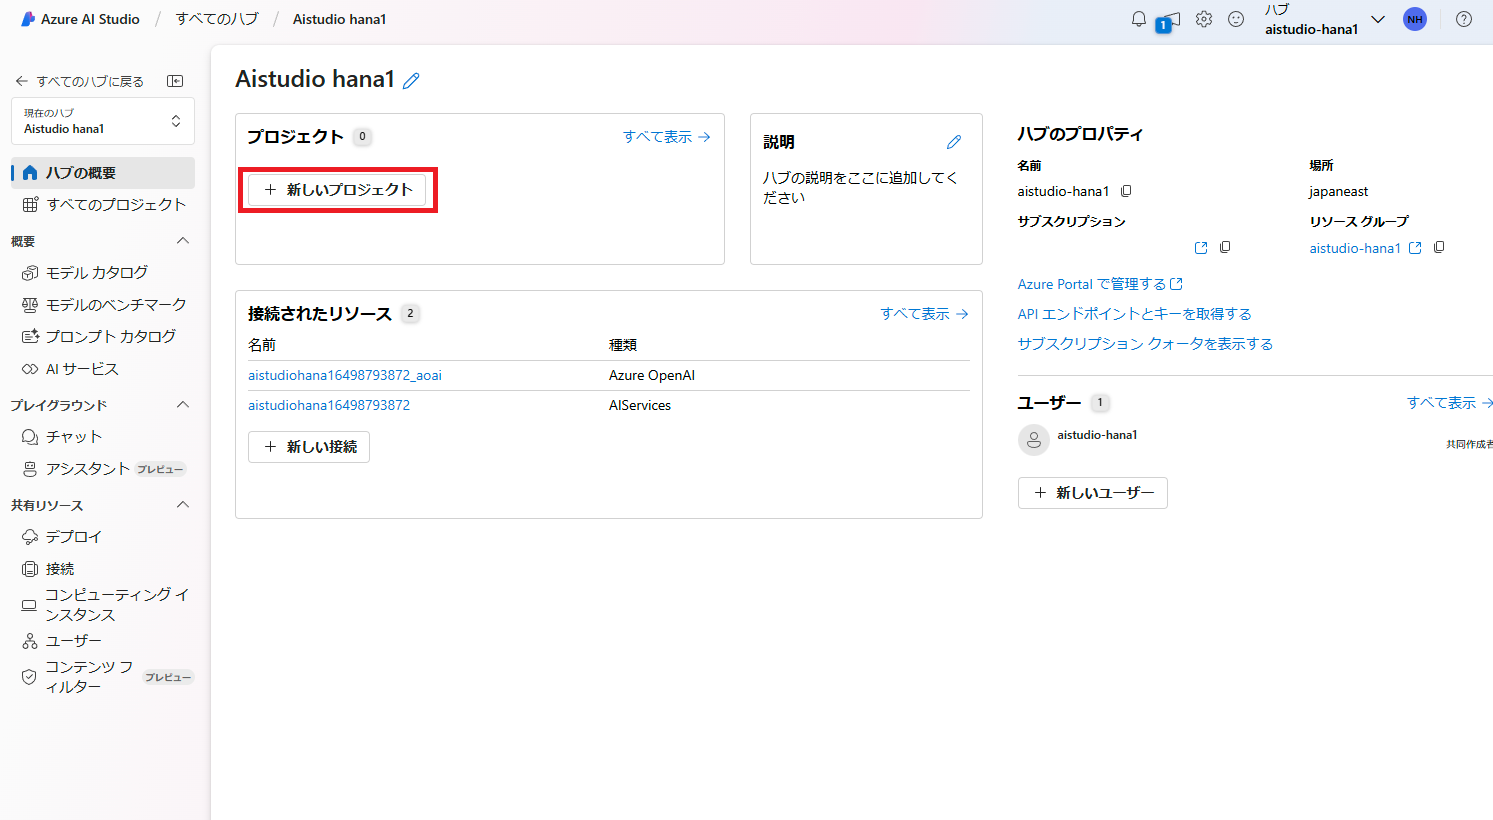 Azure AI Studio / すべてのハブ / Aistudio hana1
1
ハブ
aistudio-hana1
NH
すべてのハブに戻る
現在のハブ
Aistudio hana1
ハブの概要
すべてのプロジェクト
概要
モデル カタログ
モデルのベンチマーク
プロンプト カタログ
AI サービス
プレイグラウンド
チャット
アシスタント プレビュー
共有リソース
デプロイ
接続
コンピューティング イ
ンスタンス
ユーザー
コンテンツ フ
ィルター プレビュー
Aistudio hana1
プロジェクト 0 すべて表示
新しいプロジェクト
説明
ハブの説明をここに追加してく
ださい
接続されたリソース 2 すべて表示
名前 種類
aistudiohana16498793872_aoai Azure OpenAI
aistudiohana16498793872 AIServices
新しい接続
ハブのプロパティ
名前 場所
aistudio-hana1 japaneast
サブスクリプション リソース グループ
aistudio-hana1
Azure Portal で管理する
API エンドポイントとキーを取得する
サブスクリプション クォータを表示する
ユーザー 1 すべて表示
aistudio-hana1
共同作成者
新しいユーザー